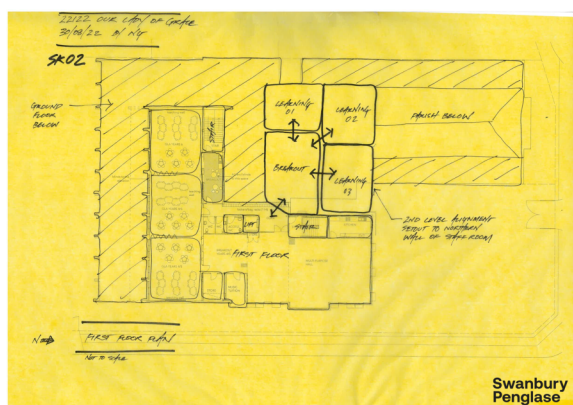 22122 OUR LADY OF GRACE
30/08/22 BY NY
SK02
GROUND
FLOOR
BELOW
STAIR
LEARNING
01
LEARNING
02
PARISH BELOW
BREAKOUT
LEARNING
03
LIFT
STAIR
2ND LEVEL ALIGNMENT
SETOUT TO NORTHERN
WALL OF STAFF ROOM
FIRST FLOOR
N
FIRST FLOOR PLAN
NOT TO SCALE
Swanbury
Penglase